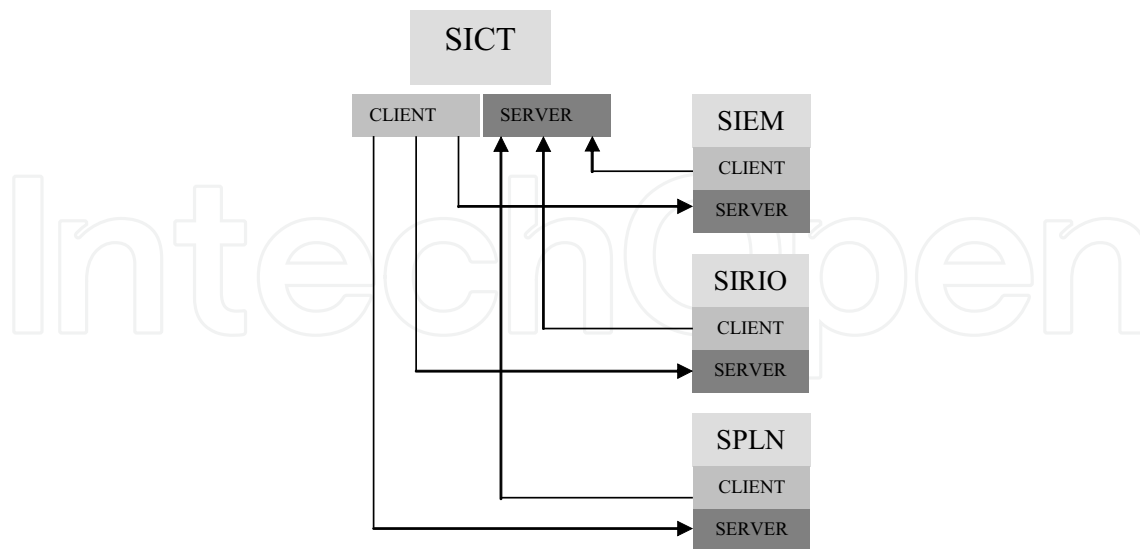 SICT
CLIENT
SERVER
SIEM
CLIENT
SERVER
SIRIO
CLIENT
SERVER
SPLN
CLIENT
SERVER
IntechOpen